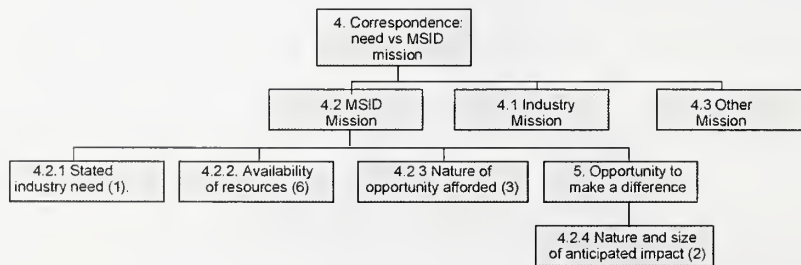 4. Correspondence:
need vs MSID
mission
4.2 MSID
Mission
4.1 Industry
Mission
4.3 Other
Mission
4.2.1 Stated
industry need (1).
4.2.2. Availability
of resources (6)
4.2 3 Nature of
opportunity afforded (3)
5. Opportunity to
make a difference
4.2.4 Nature and size
of anticipated impact (2)